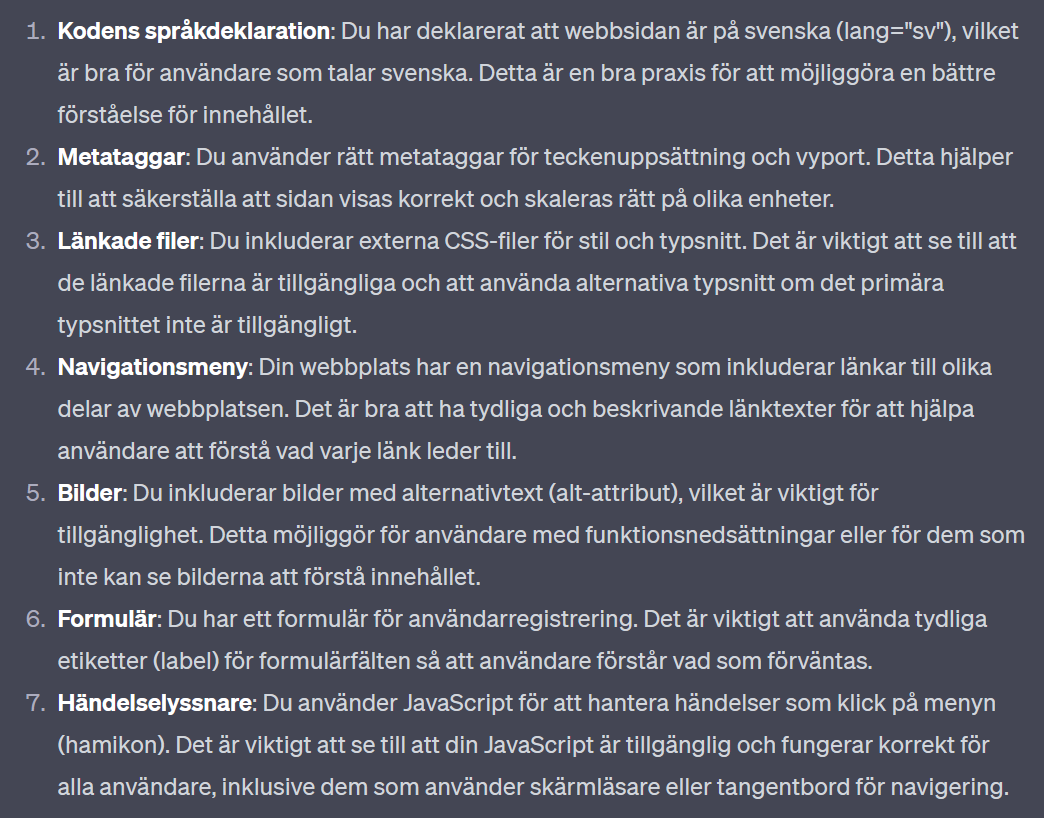 1. Kodens språkdeklaration: Du har deklarerat att webbsidan är på svenska (lang="sv"), vilket
är bra för användare som talar svenska. Detta är en bra praxis för att möjliggöra en bättre
förståelse för innehållet.
2. Metataggar: Du använder rätt metataggar för teckenuppsättning och vyport. Detta hjälper
till att säkerställa att sidan visas korrekt och skaleras rätt på olika enheter.
3. Länkade filer: Du inkluderar externa CSS-filer för stil och typsnitt. Det är viktigt att se till att
de länkade filerna är tillgängliga och att använda alternativa typsnitt om det primära
typsnittet inte är tillgängligt.
4. Navigationsmeny: Din webbplats har en navigationsmeny som inkluderar länkar till olika
delar av webbplatsen. Det är bra att ha tydliga och beskrivande länktexter för att hjälpa
användare att förstå vad varje länk leder till.
5. Bilder: Du inkluderar bilder med alternativtext (alt-attribut), vilket är viktigt för
tillgänglighet. Detta möjliggör för användare med funktionsnedsättningar eller för dem som
inte kan se bilderna att förstå innehållet.
6. Formulär: Du har ett formulär för användarregistrering. Det är viktigt att använda tydliga
etiketter (label) för formulärfälten så att användare förstår vad som förväntas.
7. Händelselyssnare: Du använder JavaScript för att hantera händelser som klick på menyn
(hamikon). Det är viktigt att se till att din JavaScript är tillgänglig och fungerar korrekt för
alla användare, inklusive dem som använder skärmläsare eller tangentbord för navigering.